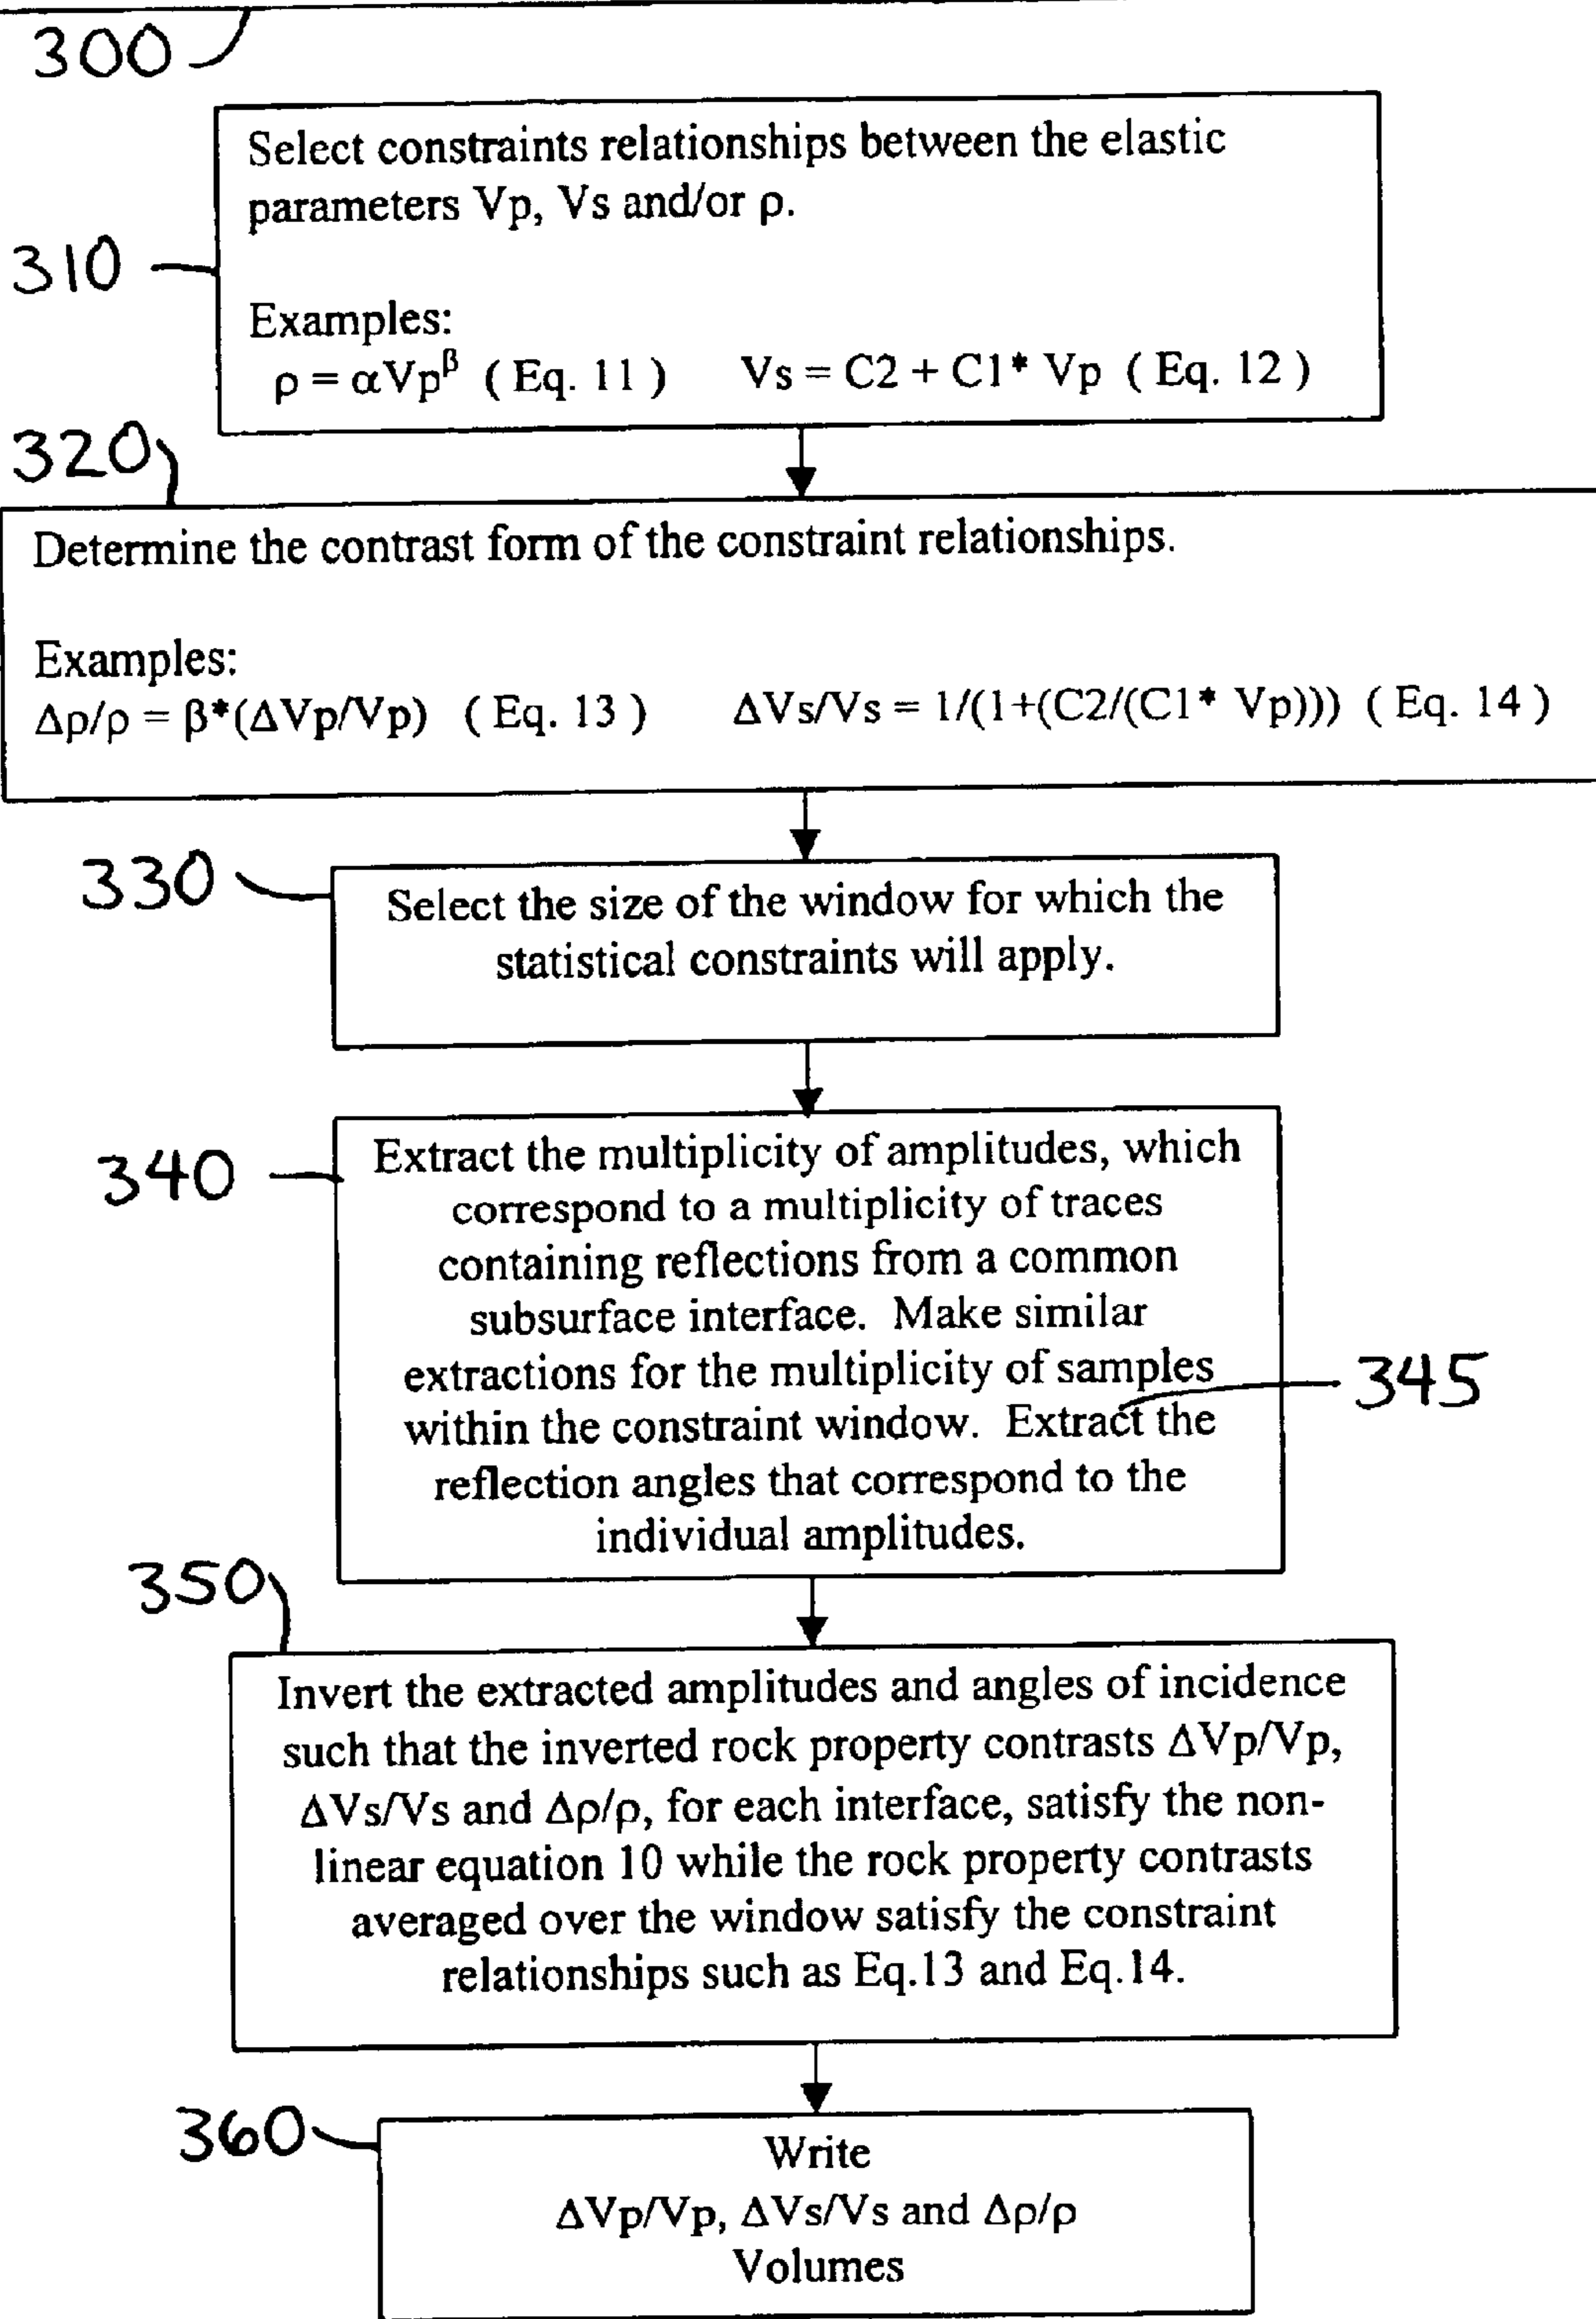 300
Select constraints relationships between the elastic
parameters Vp, Vs and/or ρ.
310
Examples:
ρ = αVp^β ( Eq. 11 ) Vs = C2 + C1* Vp ( Eq. 12 )
320
Determine the contrast form of the constraint relationships.
Examples:
Δρ/ρ = β*(ΔVp/Vp) ( Eq. 13 ) ΔVs/Vs = 1/(1+(C2/(C1* Vp))) ( Eq. 14 )
330
Select the size of the window for which the
statistical constraints will apply.
340
Extract the multiplicity of amplitudes, which
correspond to a multiplicity of traces
containing reflections from a common
subsurface interface. Make similar
extractions for the multiplicity of samples
345
within the constraint window. Extract the
reflection angles that correspond to the
individual amplitudes.
350
Invert the extracted amplitudes and angles of incidence
such that the inverted rock property contrasts ΔVp/Vp,
ΔVs/Vs and Δρ/ρ, for each interface, satisfy the non-
linear equation 10 while the rock property contrasts
averaged over the window satisfy the constraint
relationships such as Eq.13 and Eq.14.
360
Write
ΔVp/Vp, ΔVs/Vs and Δρ/ρ
Volumes